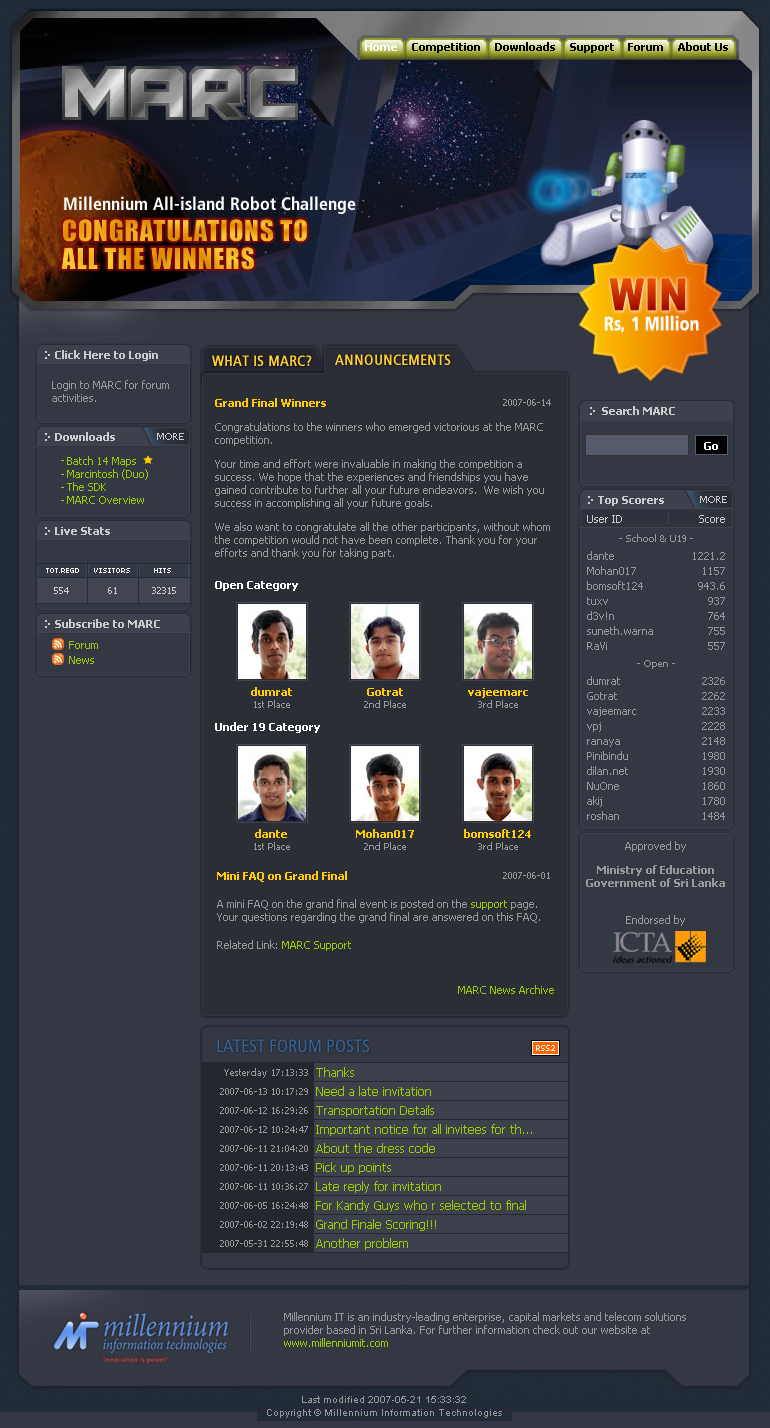 Home Competition Downloads Support Forum About Us
MARC
Millennium All-island Robot Challenge
CONGRATULATIONS TO
ALL THE WINNERS
WIN
Rs, 1 MIllion
Click Here to Login
Login to MARC for forum
activities.
Downloads MORE
-Batch 14 Maps
-Marcintosh (Duo)
-The SDK
-MARC Overview
Live Stats
TOT.REGD VISITORS HITS
554 61 32315
Subscribe to MARC
Forum
News
WHAT IS MARC? ANNOUNCEMENTS
Grand Final Winners 2007-06-14
Congratulations to the winners who emerged victorious at the MARC
competition.
Your time and effort were invaluable in making the competition a
success. We hope that the experiences and friendships you have
gained contribute to further all your future endeavors. We wish you
success in accomplishing all your future goals.
We also want to congratulate all the other participants, without whom
the competition would not have been complete. Thank you for your
efforts and thank you for taking part.
Open Category
dumrat Gotrat vajeemarc
1st Place 2nd Place 3rd Place
Under 19 Category
dante Mohan017 bomsoft124
1st Place 2nd Place 3rd Place
Mini FAQ on Grand Final 2007-06-01
A mini FAQ on the grand final event is posted on the support page.
Your questions regarding the grand final are answered on this FAQ.
Related Link: MARC Support
MARC News Archive
LATEST FORUM POSTS RSS2
Yesterday 17:13:33 Thanks
2007-06-13 10:17:29 Need a late invitation
2007-06-12 16:29:26 Transportation Details
2007-06-12 10:24:47 Important notice for all invitees for th...
2007-06-11 21:04:20 About the dress code
2007-06-11 20:13:43 Pick up points
2007-06-11 10:36:27 Late reply for invitation
2007-06-05 16:24:48 For Kandy Guys who r selected to final
2007-06-02 22:19:48 Grand Finale Scoring!!!
2007-05-31 22:55:48 Another problem
Search MARC
Go
Top Scorers MORE
User ID Score
- School & U19 -
dante 1221.2
Mohan017 1157
bomsoft124 943.6
tuxv 937
d3v!n 764
suneth.warna 755
RaVi 557
- Open -
dumrat 2326
Gotrat 2262
vajeemarc 2233
vpj 2228
ranaya 2148
Pinibindu 1980
dilan.net 1930
NuOne 1860
akij 1780
roshan 1484
Approved by
Ministry of Education
Government of Sri Lanka
Endorsed by
ICTA
ideas actioned
millennium
information technologies
"innovation is power"
Millennium IT is an industry-leading enterprise, capital markets and telecom solutions
provider based in Sri Lanka. For further information check out our website at
www.millenniumit.com
Last modified 2007-05-21 15:33:32
Copyright © Millennium Information Technologies